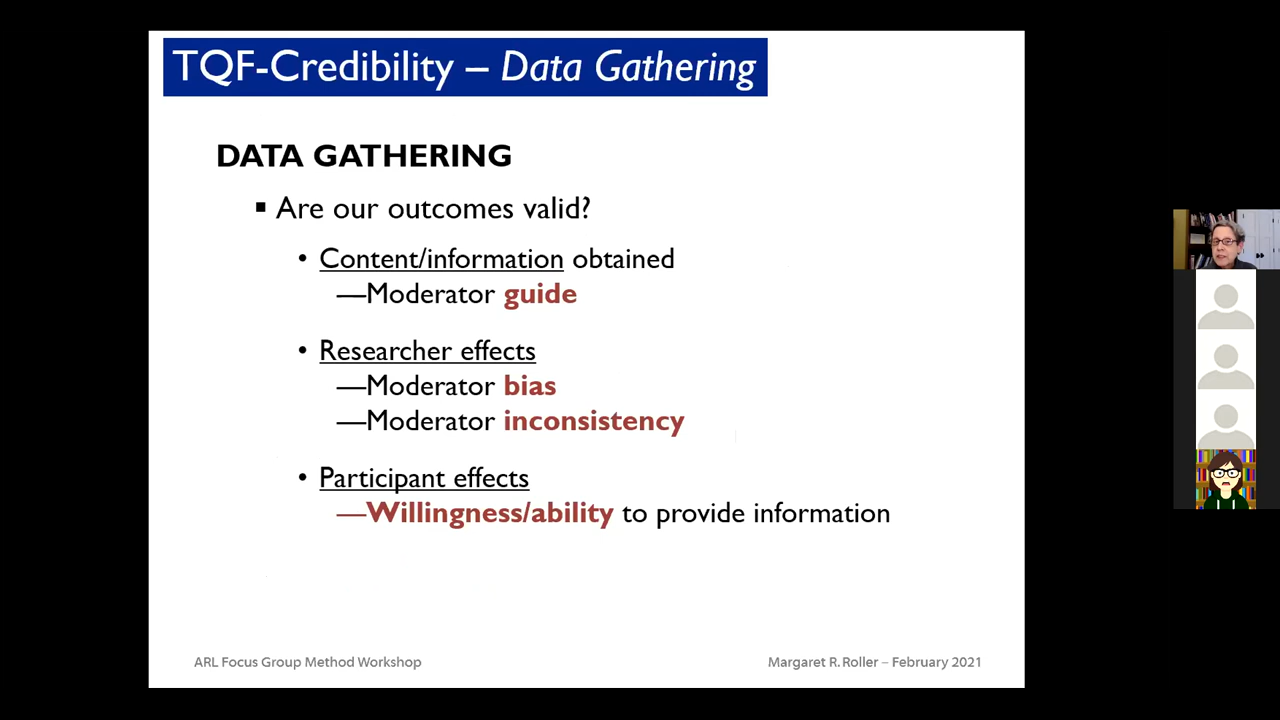 TQF-Credibility – Data Gathering
DATA GATHERING
▪ Are our outcomes valid?
• Content/information obtained
—Moderator guide
• Researcher effects
—Moderator bias
—Moderator inconsistency
• Participant effects
—Willingness/ability to provide information
ARL Focus Group Method Workshop
Margaret R. Roller – February 2021